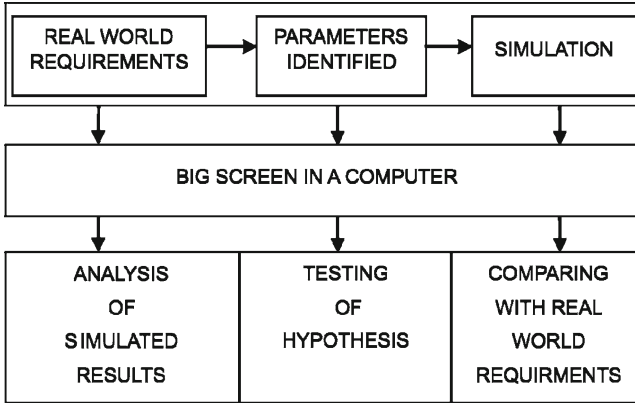 REAL WORLD
REQUIREMENTS
PARAMETERS
IDENTIFIED
SIMULATION
BIG SCREEN IN A COMPUTER
ANALYSIS
OF
SIMULATED
RESULTS
TESTING
OF
HYPOTHESIS
COMPARING
WITH REAL
WORLD
REQUIRMENTS